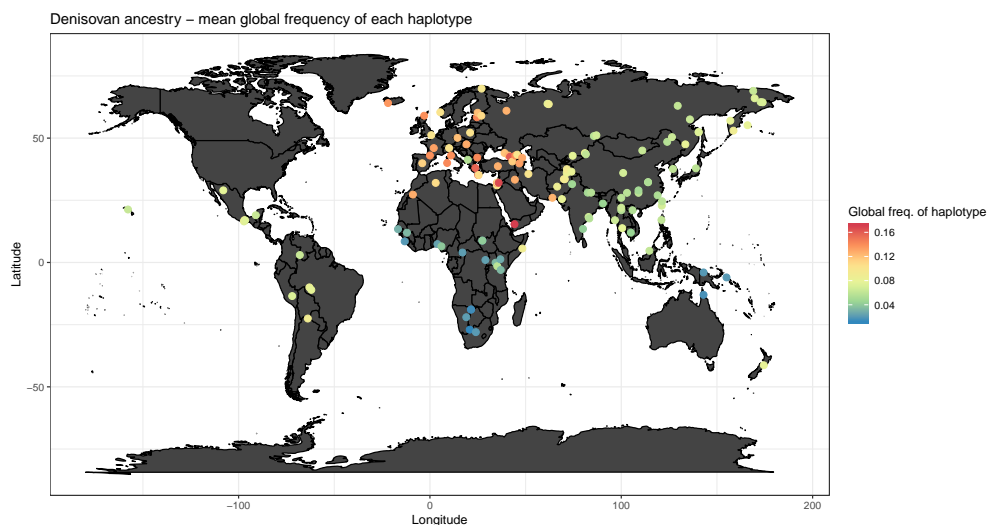 Denisovan ancestry – mean global frequency of each haplotype
Latitude
50
0
−50
−100
0
100
200
Longitude
Global freq. of haplotype
0.16
0.12
0.08
0.04